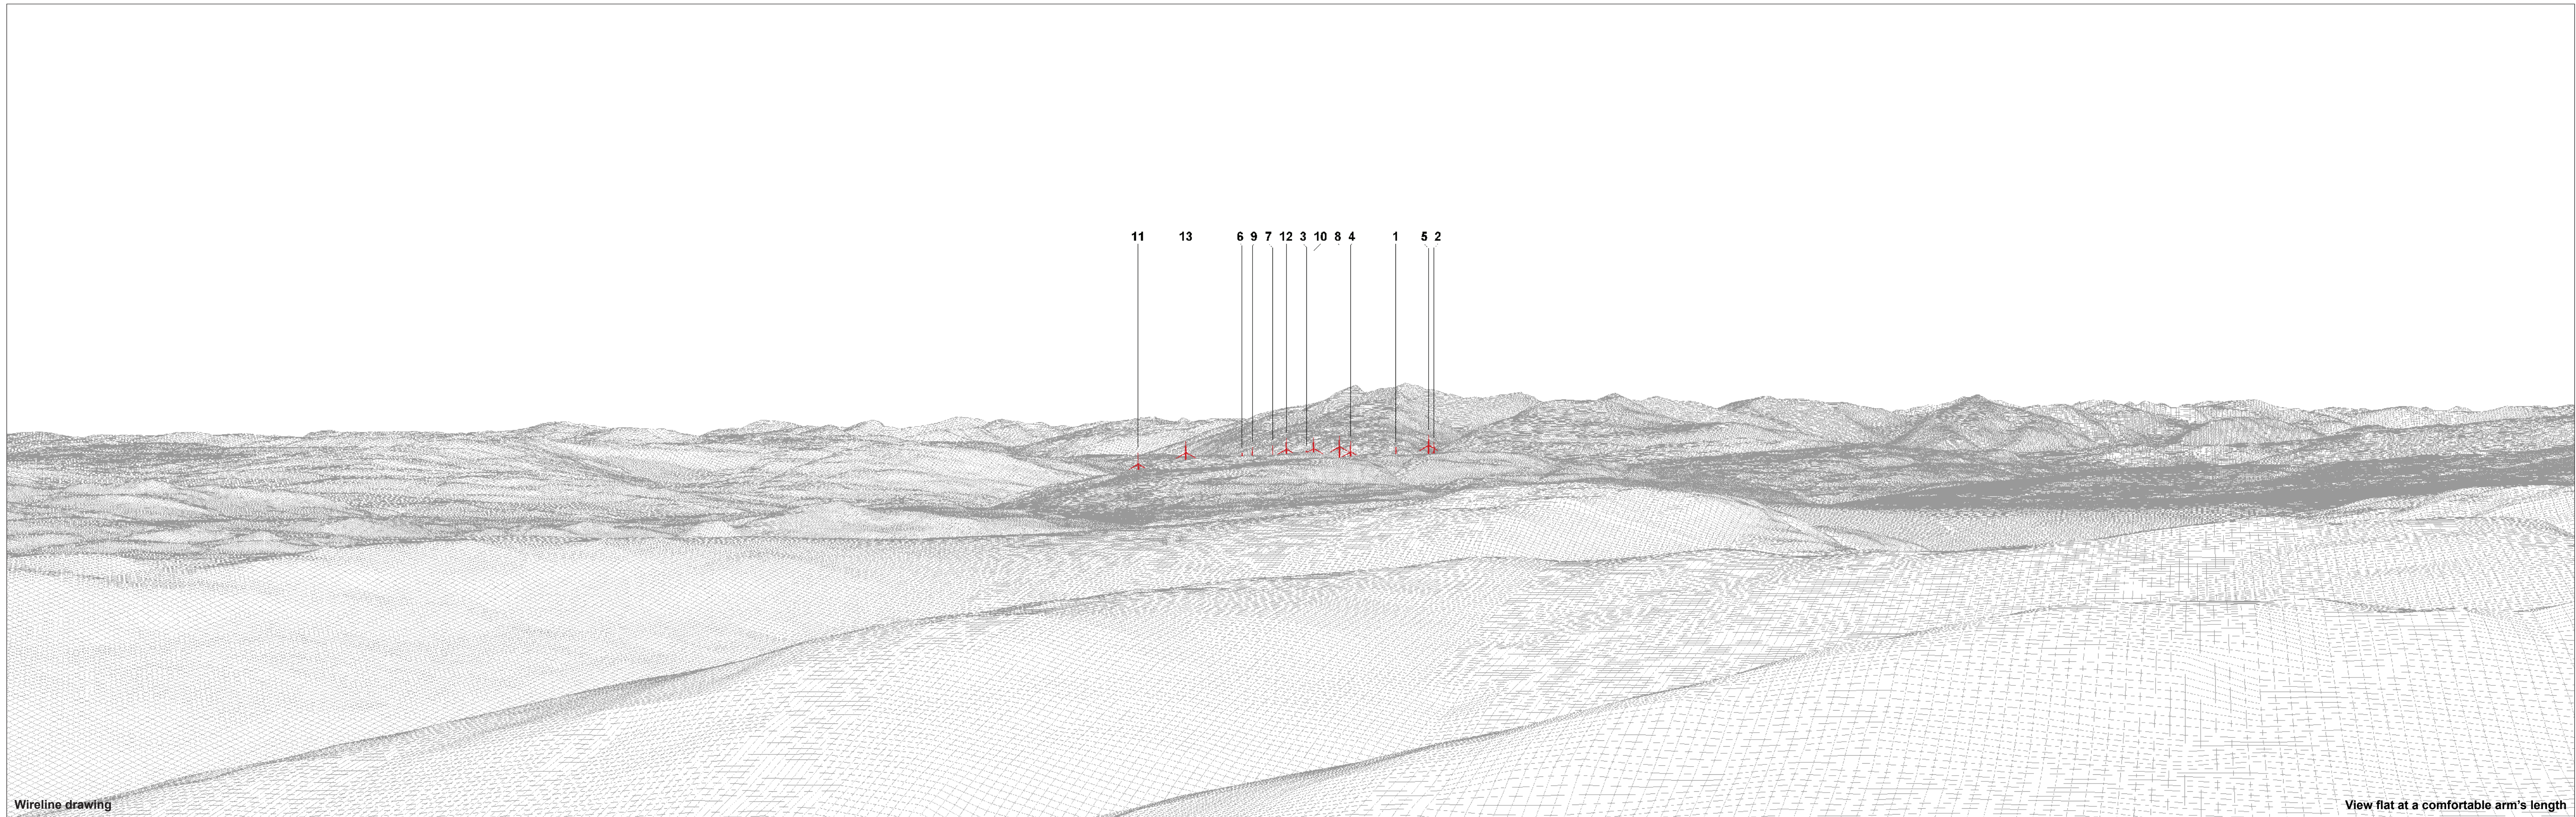 11 13 6 9 7 12 3 10 8 4 1 5 2
Wireline drawing
View flat at a comfortable arm's length